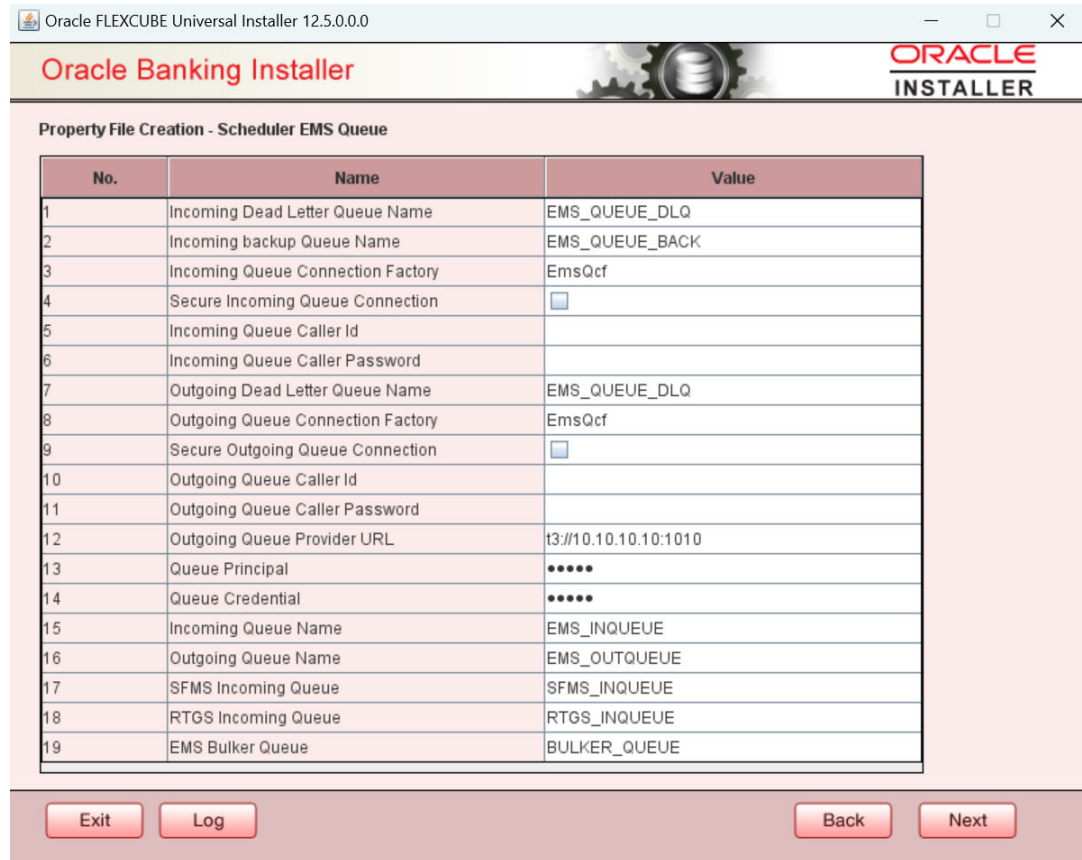 Oracle FLEXCUBE Universal Installer 12.5.0.0.0
Oracle Banking Installer
ORACLE
INSTALLER
Property File Creation - Scheduler EMS Queue
No. Name Value
1 Incoming Dead Letter Queue Name EMS_QUEUE_DLQ
2 Incoming backup Queue Name EMS_QUEUE_BACK
3 Incoming Queue Connection Factory EmsQcf
4 Secure Incoming Queue Connection
5 Incoming Queue Caller Id
6 Incoming Queue Caller Password
7 Outgoing Dead Letter Queue Name EMS_QUEUE_DLQ
8 Outgoing Queue Connection Factory EmsQcf
9 Secure Outgoing Queue Connection
10 Outgoing Queue Caller Id
11 Outgoing Queue Caller Password
12 Outgoing Queue Provider URL t3://10.10.10.10:1010
13 Queue Principal •••••
14 Queue Credential •••••
15 Incoming Queue Name EMS_INQUEUE
16 Outgoing Queue Name EMS_OUTQUEUE
17 SFMS Incoming Queue SFMS_INQUEUE
18 RTGS Incoming Queue RTGS_INQUEUE
19 EMS Bulker Queue BULKER_QUEUE
Exit Log Back Next